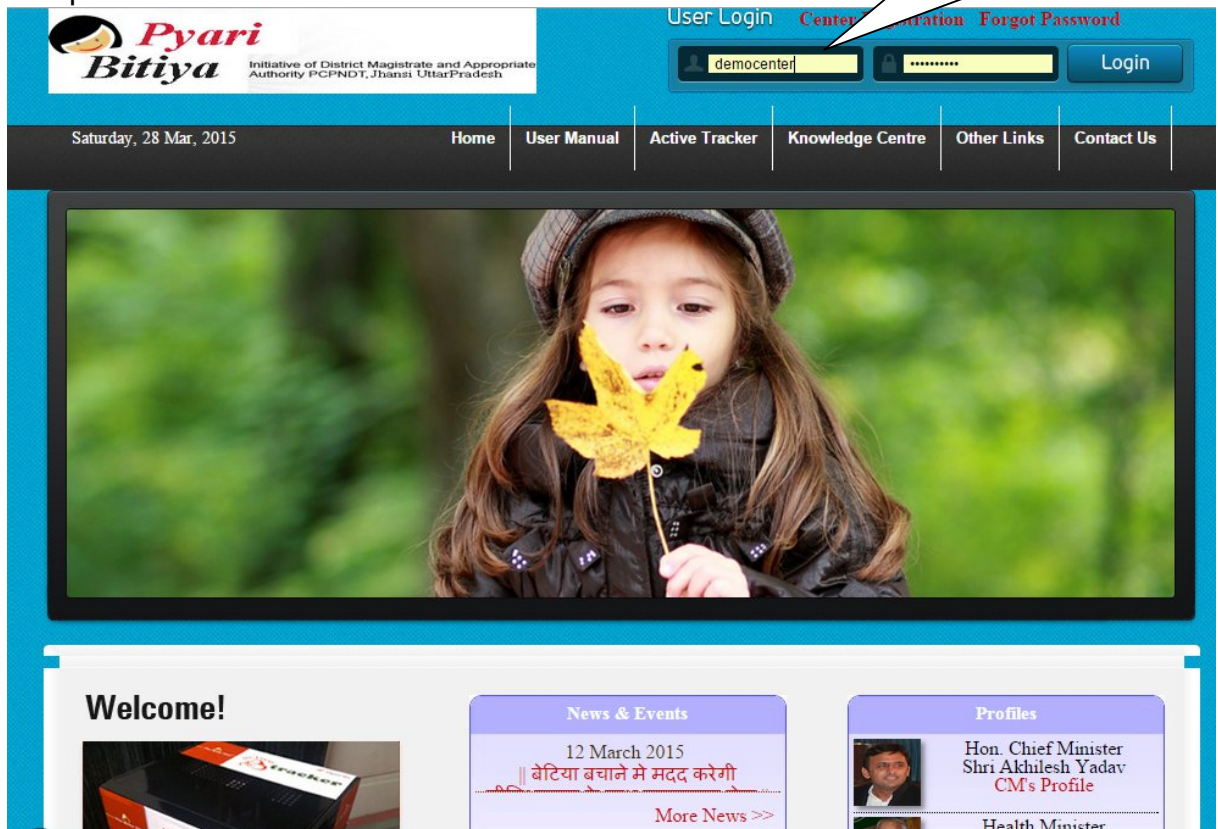 User Login Center Registration Forgot Password
Pyari
Bitiya
Initiative of District Magistrate and Appropriate
Authority PCPNDT, Jhansi UttarPradesh
democenter •••••••••• Login
Saturday, 28 Mar, 2015 Home User Manual Active Tracker Knowledge Centre Other Links Contact Us
Welcome!
News & Events
12 March 2015
|| बेटिया बचाने मे मदद करेगी
More News >>
Profiles
Hon. Chief Minister
Shri Akhilesh Yadav
CM's Profile
Health Minister
tracker